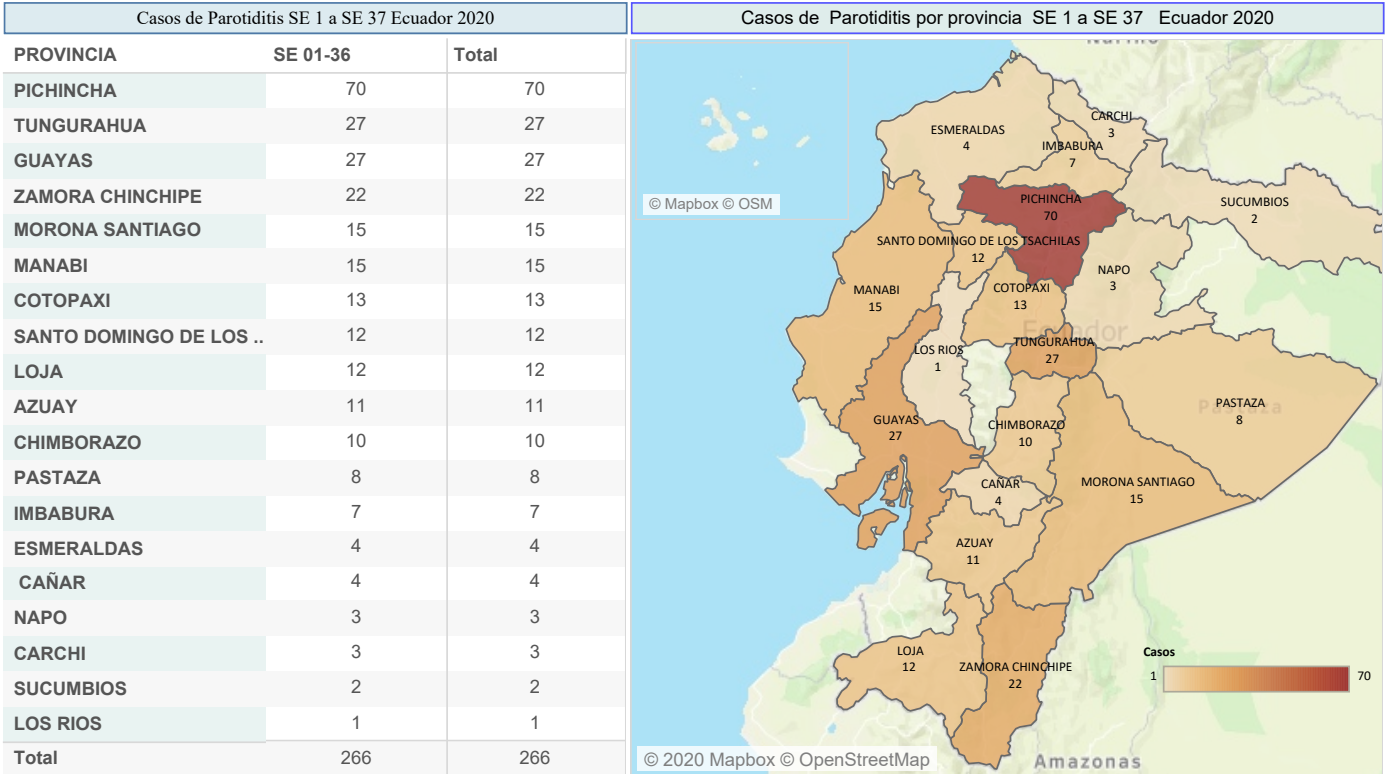 Casos de Parotiditis SE 1 a SE 37 Ecuador 2020
PROVINCIA SE 01-36 Total
PICHINCHA 70 70
TUNGURAHUA 27 27
GUAYAS 27 27
ZAMORA CHINCHIPE 22 22
MORONA SANTIAGO 15 15
MANABI 15 15
COTOPAXI 13 13
SANTO DOMINGO DE LOS .. 12 12
LOJA 12 12
AZUAY 11 11
CHIMBORAZO 10 10
PASTAZA 8 8
IMBABURA 7 7
ESMERALDAS 4 4
CAÑAR 4 4
NAPO 3 3
CARCHI 3 3
SUCUMBIOS 2 2
LOS RIOS 1 1
Total 266 266
Casos de Parotiditis por provincia SE 1 a SE 37 Ecuador 2020
© Mapbox © OSM
CARCHI
3
ESMERALDAS
4
IMBABURA
7
PICHINCHA
70
SUCUMBIOS
2
SANTO DOMINGO DE LOS TSACHILAS
12
NAPO
3
MANABI
15
COTOPAXI
13
Ecuador
TUNGURAHUA
27
LOS RIOS
1
PASTAZA
8
Pastaza
GUAYAS
27
CHIMBORAZO
10
CAÑAR
4
MORONA SANTIAGO
15
AZUAY
11
LOJA
12
ZAMORA CHINCHIPE
22
Casos
1 70
© 2020 Mapbox © OpenStreetMap
Amazonas